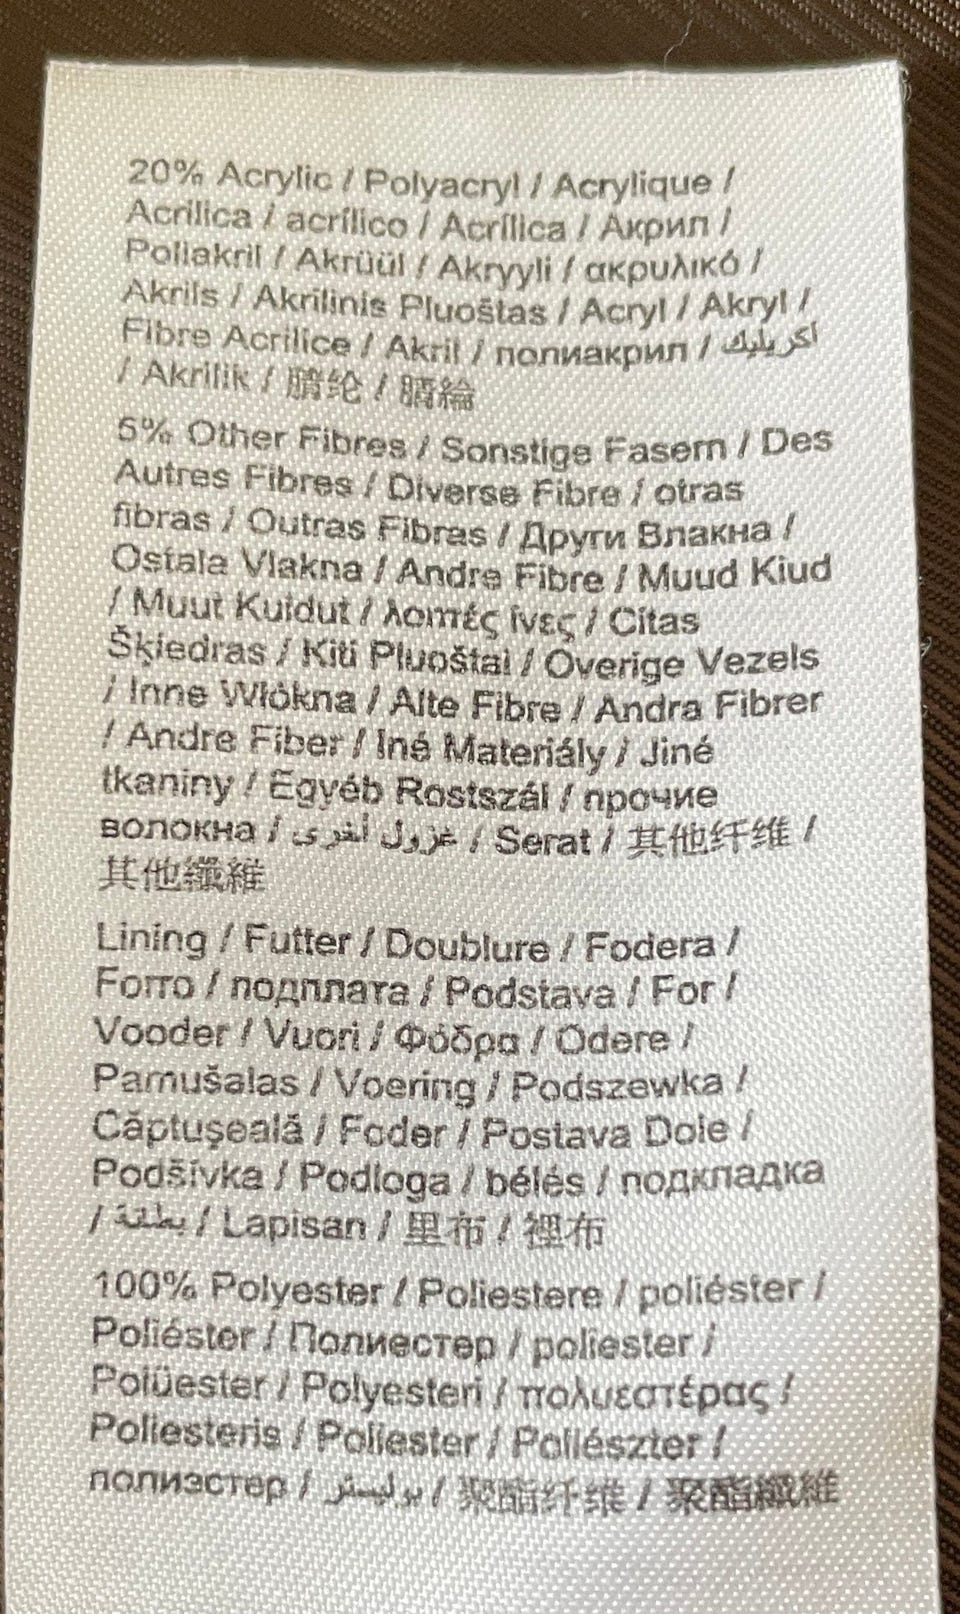 20% Acrylic / Polyacryl / Acrylique /
Acrilica / acrílico / Acrílica / Акрил /
Poliakril / Akrüül / Akryyli / ακρυλικό /
Akrils / Akrilinis Pluoštas / Acryl / Akryl /
Fibre Acrilice / Akril / полиакрил / اكريليك
/ Akrilik / 腈纶 / 腈綸
5% Other Fibres / Sonstige Fasern / Des
Autres Fibres / Diverse Fibre / otras
fibras / Outras Fibras / Други Влакна /
Ostala Vlakna / Andre Fibre / Muud Kiud
/ Muut Kuidut / λοιπές ίνες / Citas
Šķiedras / Kiti Pluoštai / Overige Vezels
/ Inne Włókna / Alte Fibre / Andra Fibrer
/ Andre Fiber / Iné Materiály / Jiné
tkaniny / Egyéb Rostszál / прочие
волокна / غزول أخرى / Serat / 其他纤维 /
其他纖維
Lining / Futter / Doublure / Fodera /
Forro / подплата / Podstava / For /
Vooder / Vuori / Φόδρα / Odere /
Pamušalas / Voering / Podszewka /
Căptuşeală / Foder / Postava Dole /
Podšívka / Podloga / bélés / подкладка
/ بطانة / Lapisan / 里布 / 裡布
100% Polyester / Poliestere / poliéster /
Poliéster / Полиестер / poliester /
Polüester / Polyesteri / πολυεστέρας /
Poliesteris / Poliester / Poliészter /
полиэстер / بوليستر / 聚酯纤维 / 聚酯纖維